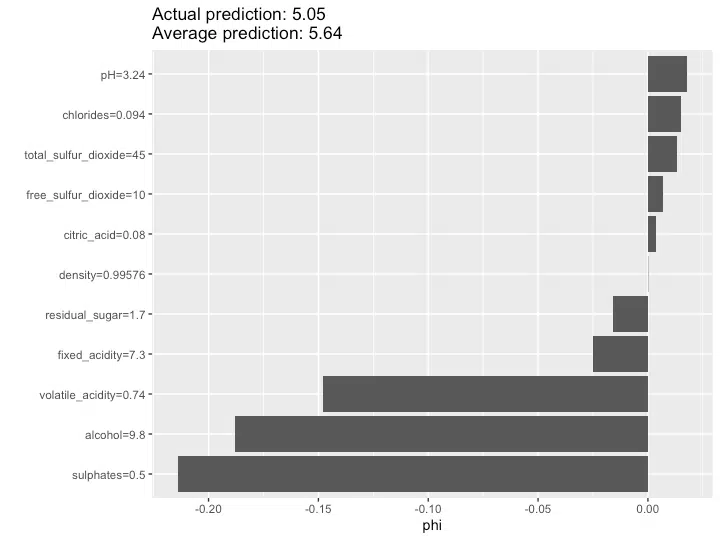 Actual prediction: 5.05
Average prediction: 5.64
pH=3.24
chlorides=0.094
total_sulfur_dioxide=45
free_sulfur_dioxide=10
citric_acid=0.08
density=0.99576
residual_sugar=1.7
fixed_acidity=7.3
volatile_acidity=0.74
alcohol=9.8
sulphates=0.5
-0.20 -0.15 -0.10 -0.05 0.00
phi